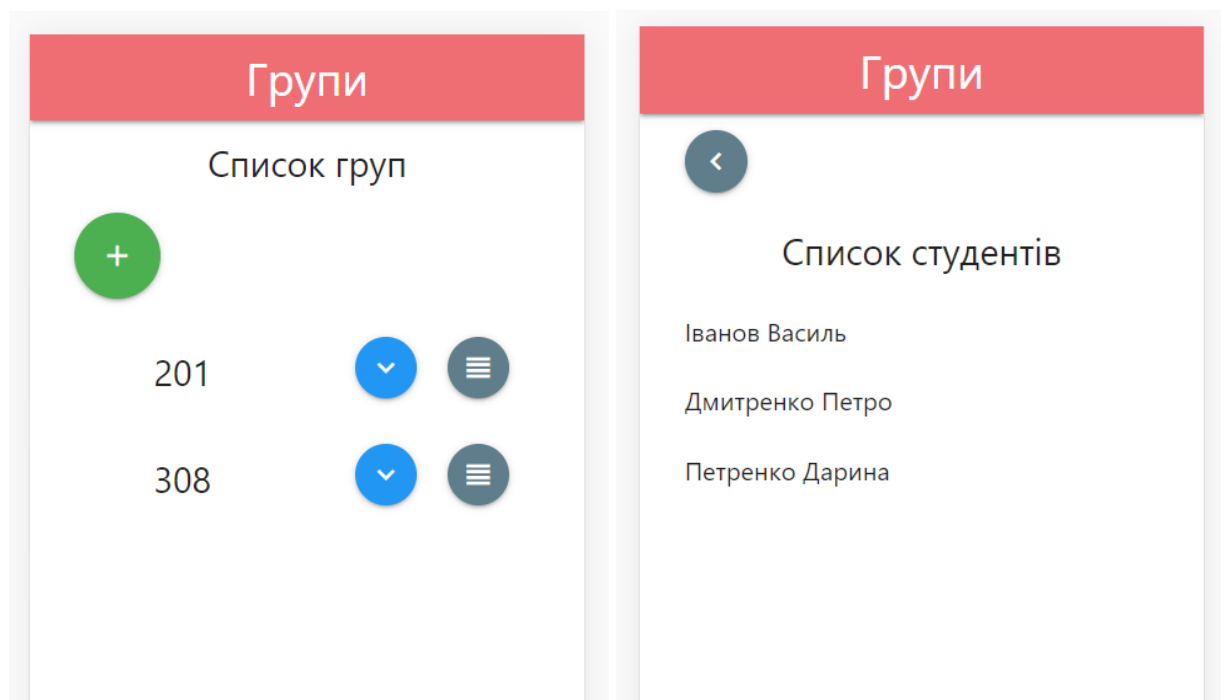 Групи
Список груп
201
308
Групи
Список студентів
Іванов Василь
Дмитренко Петро
Петренко Дарина